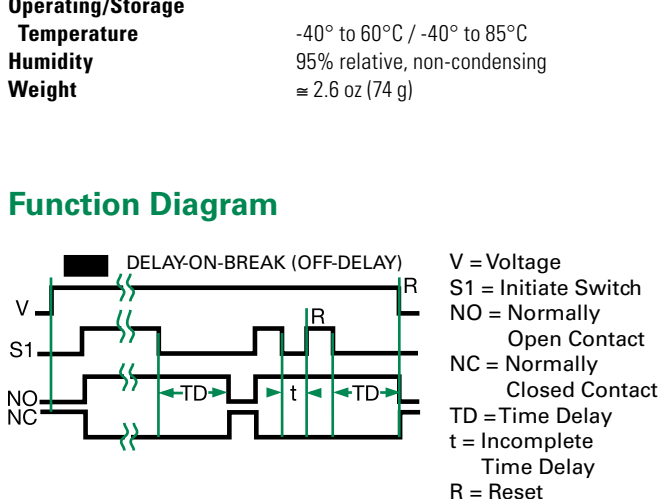 Operating/Storage
Temperature -40° to 60°C / -40° to 85°C
Humidity 95% relative, non-condensing
Weight ≅ 2.6 oz (74 g)
Function Diagram
DELAY-ON-BREAK (OFF-DELAY)
R
V
R
S1
TD t TD
NO
NC
V = Voltage
S1 = Initiate Switch
NO = Normally
Open Contact
NC = Normally
Closed Contact
TD = Time Delay
t = Incomplete
Time Delay
R = Reset